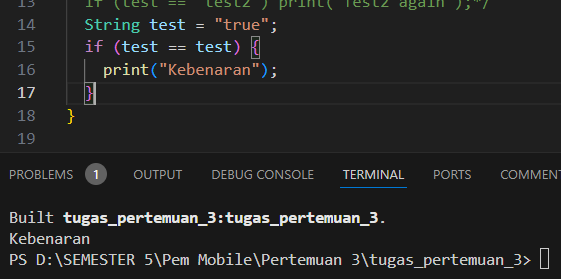 13 if (test == "test2") print("Test2 again");*/
14 String test = "true";
15 if (test == test) {
16 print("Kebenaran");
17 }
18 }
19
PROBLEMS 1 OUTPUT DEBUG CONSOLE TERMINAL PORTS COMMEN
Built tugas_pertemuan_3:tugas_pertemuan_3.
Kebenaran
PS D:\SEMESTER 5\Pem Mobile\Pertemuan 3\tugas_pertemuan_3>